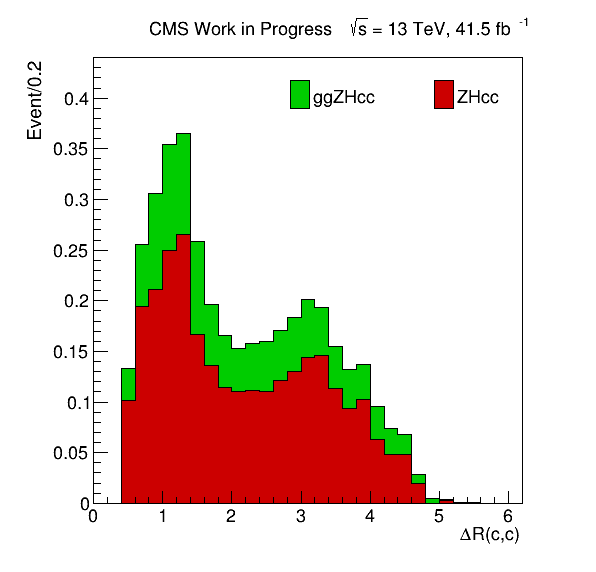 CMS Work in Progress √s = 13 TeV, 41.5 fb -1
Event/0.2
ggZHcc
ZHcc
0.4
0.35
0.3
0.25
0.2
0.15
0.1
0.05
0
0 1 2 3 4 5 6
ΔR(c,c)